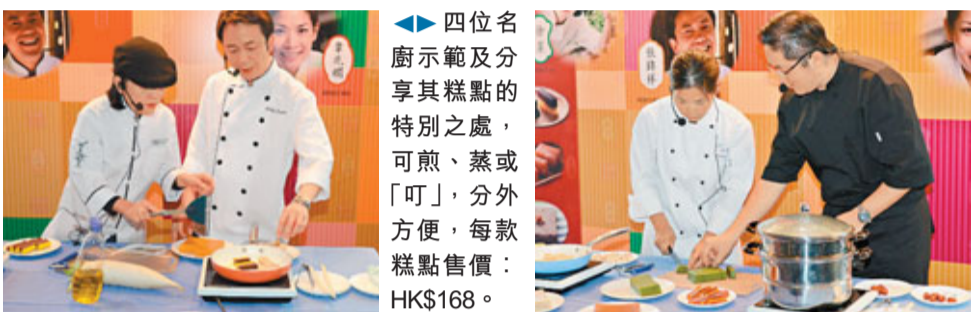 ◀▶四位名
廚示範及分
享其糕點的
特別之處，
可煎、蒸或
「叮」，分外
方便，每款
糕點售價：
HK$168。